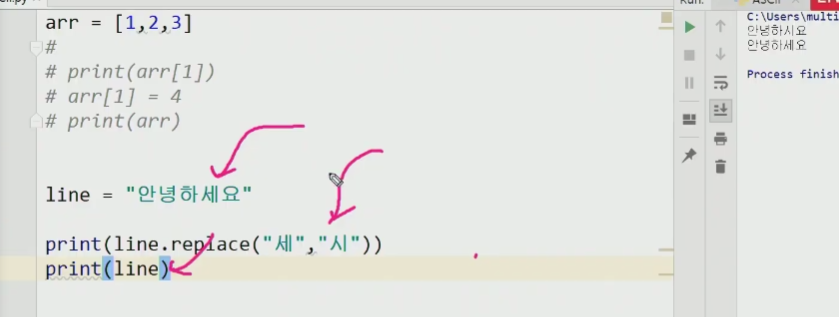 Run:
arr = [1,2,3]
#
# print(arr[1])
# arr[1] = 4
# print(arr)
line = "안녕하세요"
print(line.replace("세","시"))
print(line)
C:\Users\multi
안녕하시요
안녕하세요
Process finish